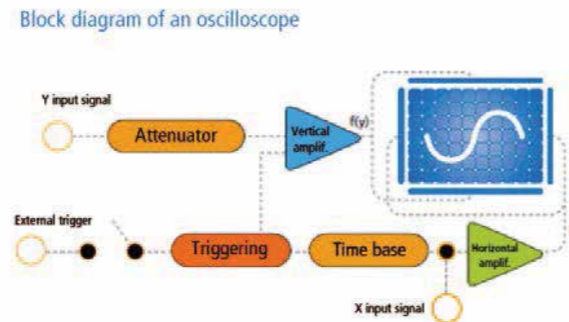 Block diagram of an oscilloscope
Y input signal
Attenuator
Vertical
amplif.
f(y)
External trigger
Triggering
Time base
Horizontal
amplif.
X input signal